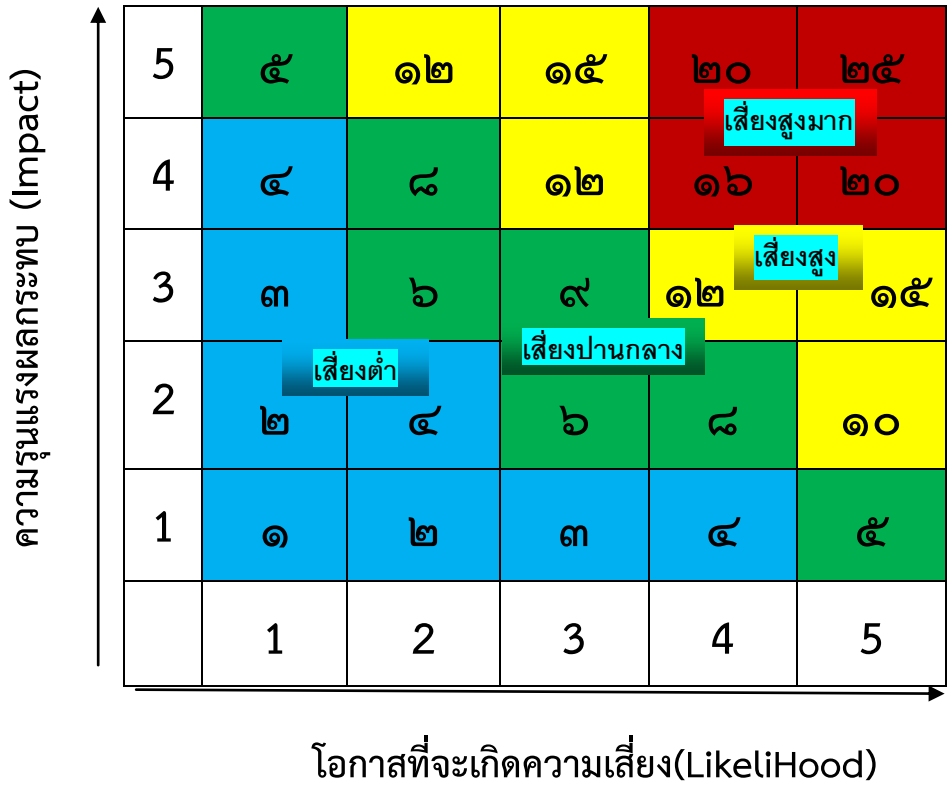 ความรุนแรงผลกระทบ (Impact)
5 ๕ ๑๒ ๑๕ ๒๐ ๒๕
เสี่ยงสูงมาก
4 ๔ ๘ ๑๒ ๑๖ ๒๐
เสี่ยงสูง
3 ๓ ๖ ๙ ๑๒ ๑๕
เสี่ยงปานกลาง
เสี่ยงต่ำ
2 ๒ ๔ ๖ ๘ ๑๐
1 ๑ ๒ ๓ ๔ ๕
1 2 3 4 5
โอกาสที่จะเกิดความเสี่ยง(LikeliHood)